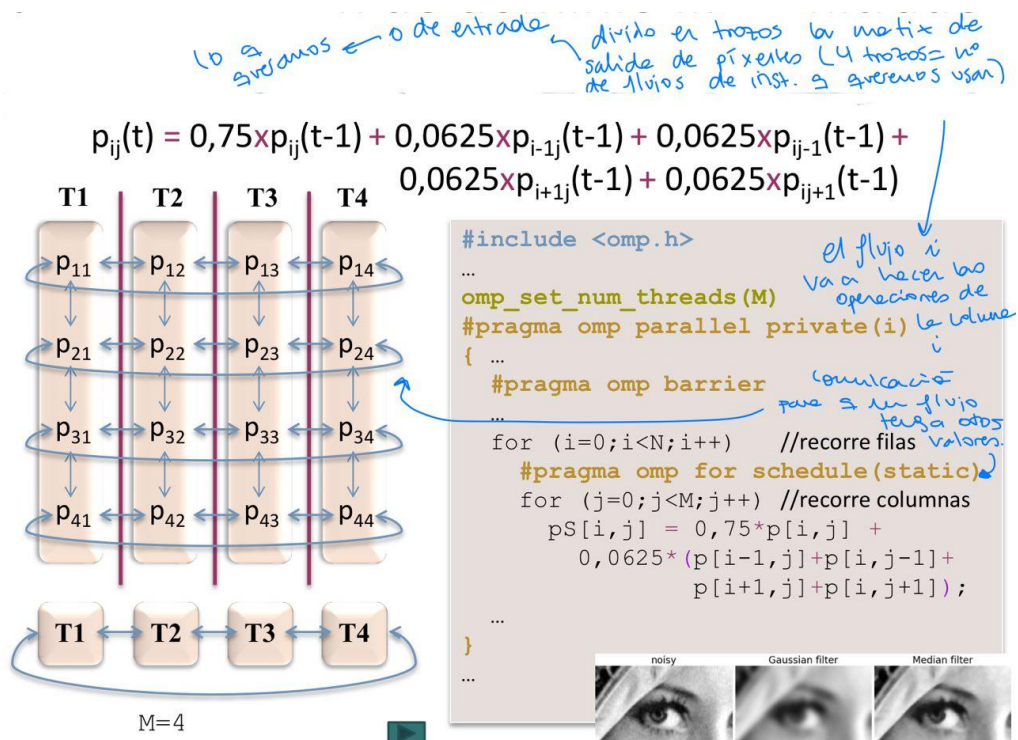 lo q
queramos ← o de entrada
divido en trozos la matix de
salida de píxeles (4 trozos = nº
de flujos de inst. q queremos usar)
pij(t) = 0,75xpij(t-1) + 0,0625xpi-1j(t-1) + 0,0625xpij-1(t-1) +
0,0625xpi+1j(t-1) + 0,0625xpij+1(t-1)
T1 T2 T3 T4
p11 p12 p13 p14
p21 p22 p23 p24
p31 p32 p33 p34
p41 p42 p43 p44
T1 T2 T3 T4
M=4
#include <omp.h>
…
omp_set_num_threads(M)
#pragma omp parallel private(i)
{ …
#pragma omp barrier
…
for (i=0;i<N;i++) //recorre filas
#pragma omp for schedule(static)
for (j=0;j<M;j++) //recorre columnas
pS[i,j] = 0,75*p[i,j] +
0,0625*(p[i-1,j]+p[i,j-1]+
p[i+1,j]+p[i,j+1]);
…
}
…
el flujo i
va a hacer las
operaciones de
la columna
i
comunicació
para q un flujo
tenga otros
valores.
noisy Gaussian filter Median filter